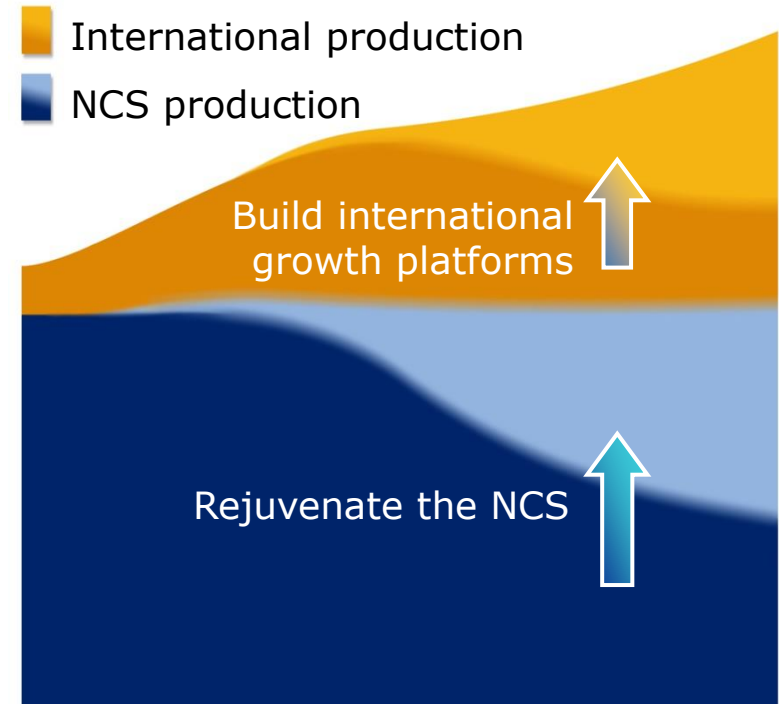 International production
NCS production
Build international
growth platforms
Rejuvenate the NCS